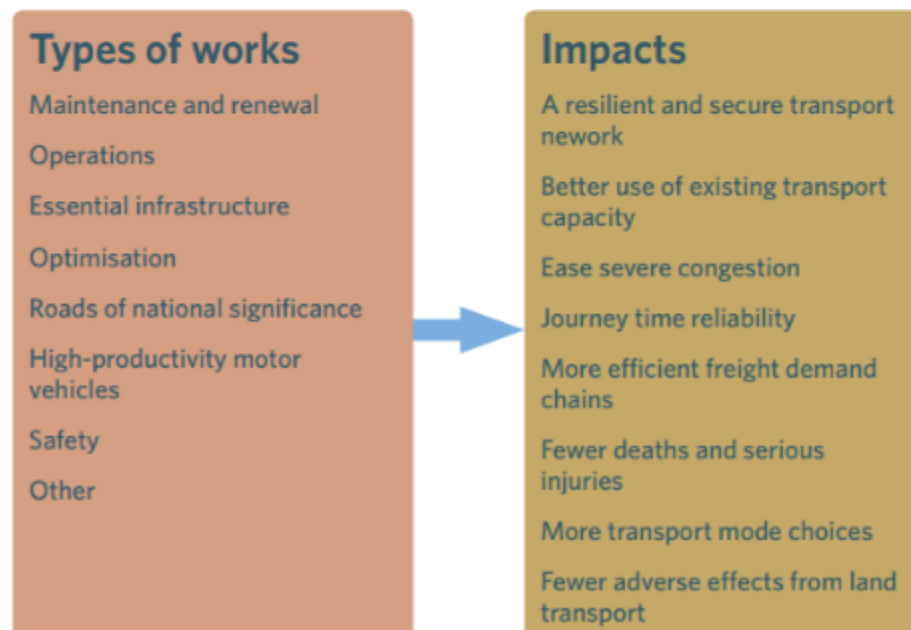 Types of works
Maintenance and renewal
Operations
Essential infrastructure
Optimisation
Roads of national significance
High-productivity motor
vehicles
Safety
Other
Impacts
A resilient and secure transport
nework
Better use of existing transport
capacity
Ease severe congestion
Journey time reliability
More efficient freight demand
chains
Fewer deaths and serious
injuries
More transport mode choices
Fewer adverse effects from land
transport